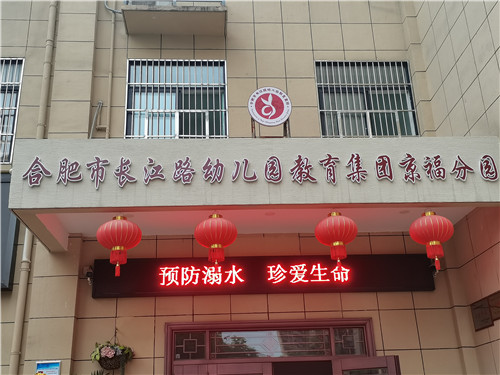 合肥市长江路幼儿园教育集团京福分园
预防溺水 珍爱生命